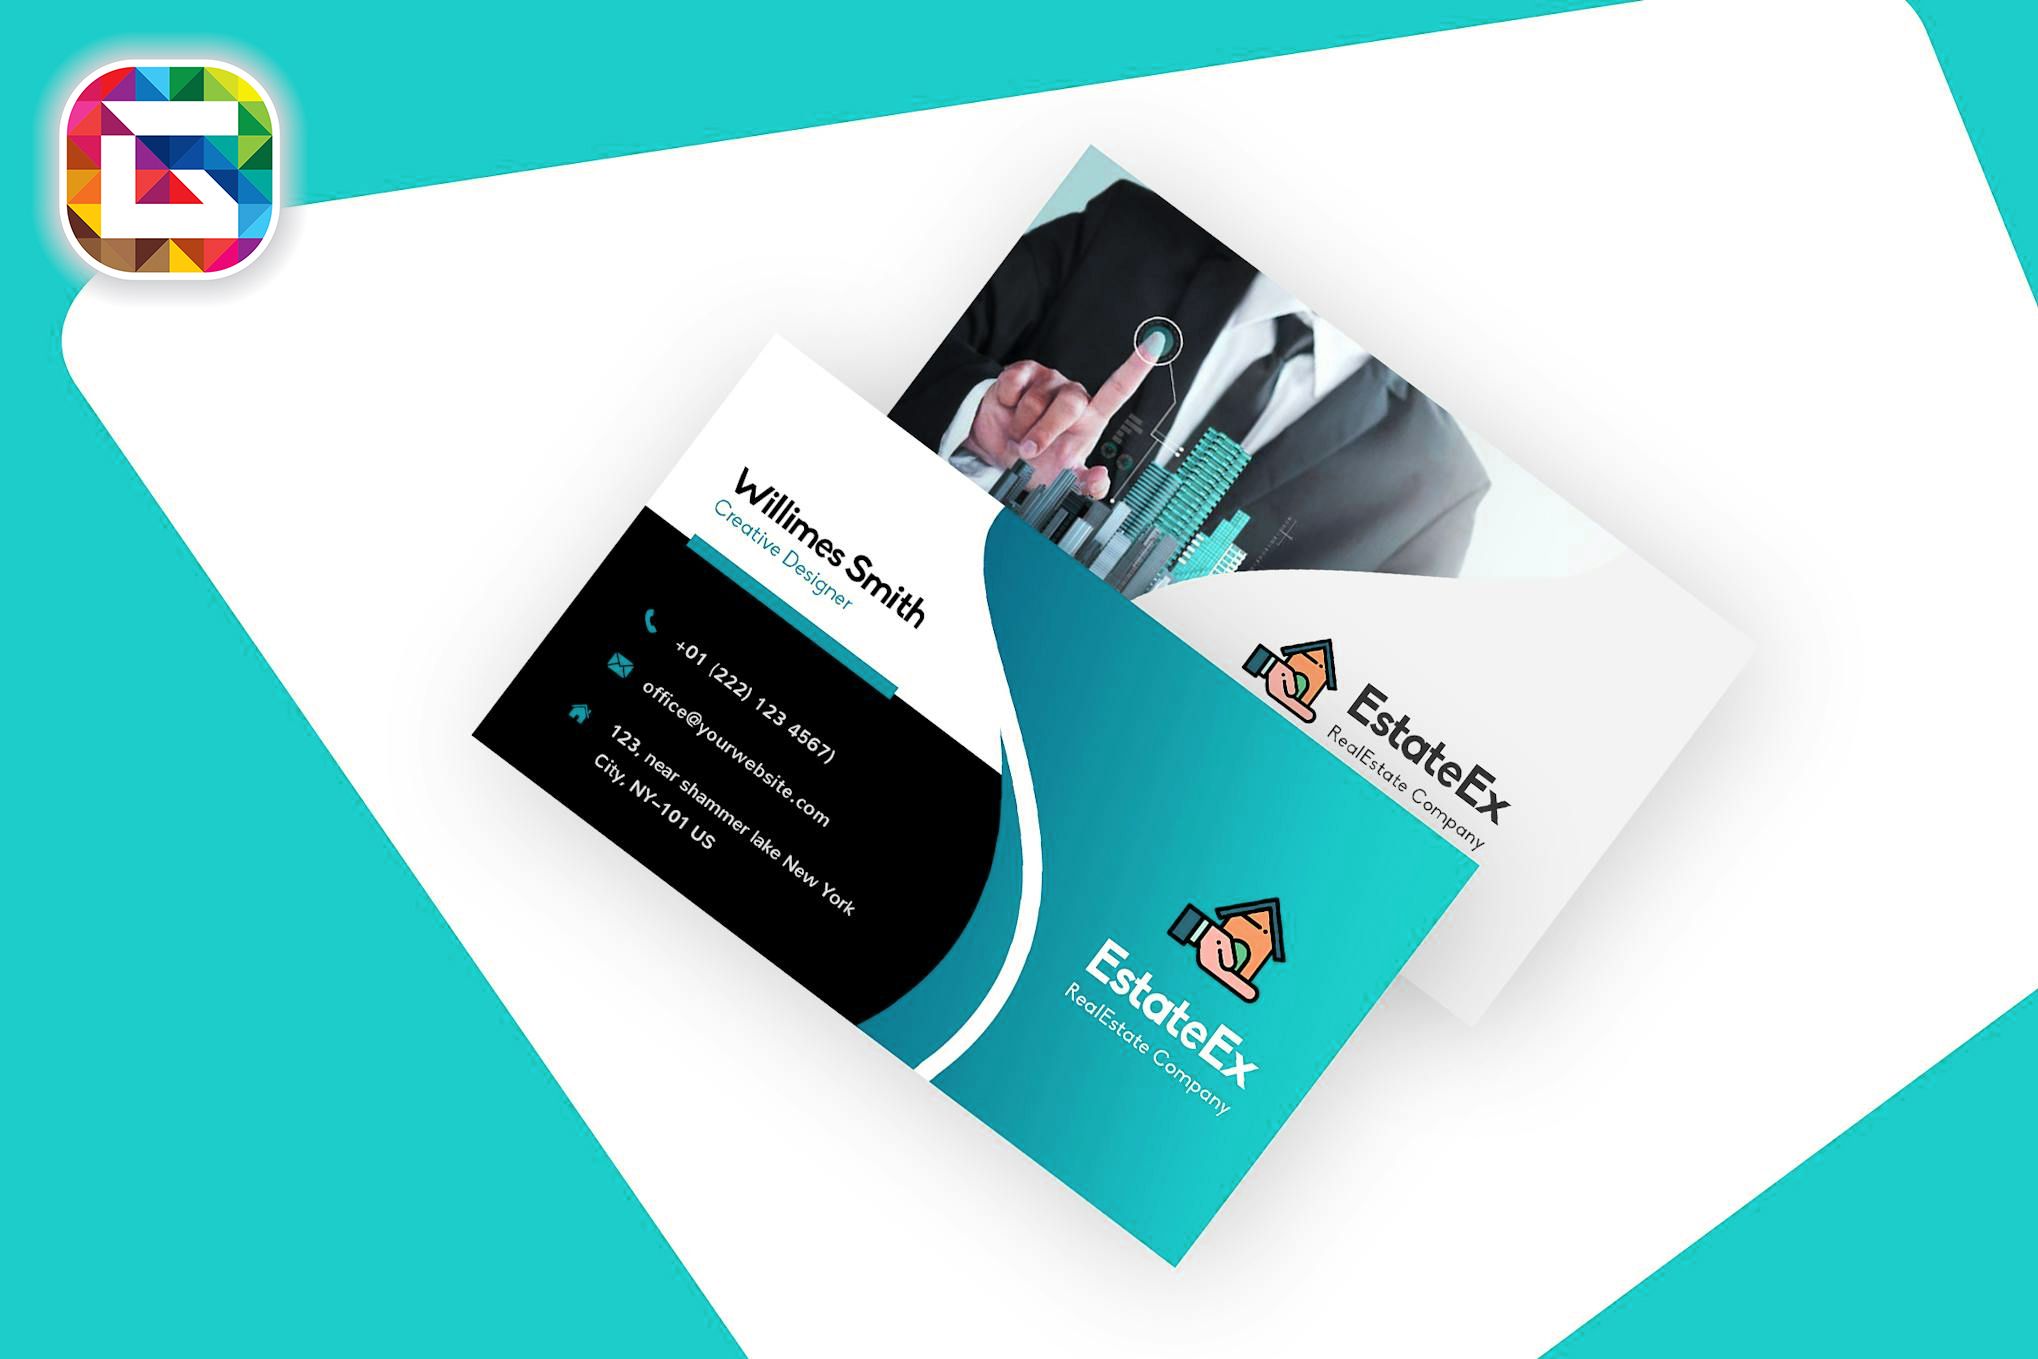 Willimes Smith
Creative Designer
+01 (222) 123 4567)
office@yourwebsite.com
123, near shammer lake New York
City, NY-101 US
EstateEx
RealEstate Company
EstateEx
RealEstate Company